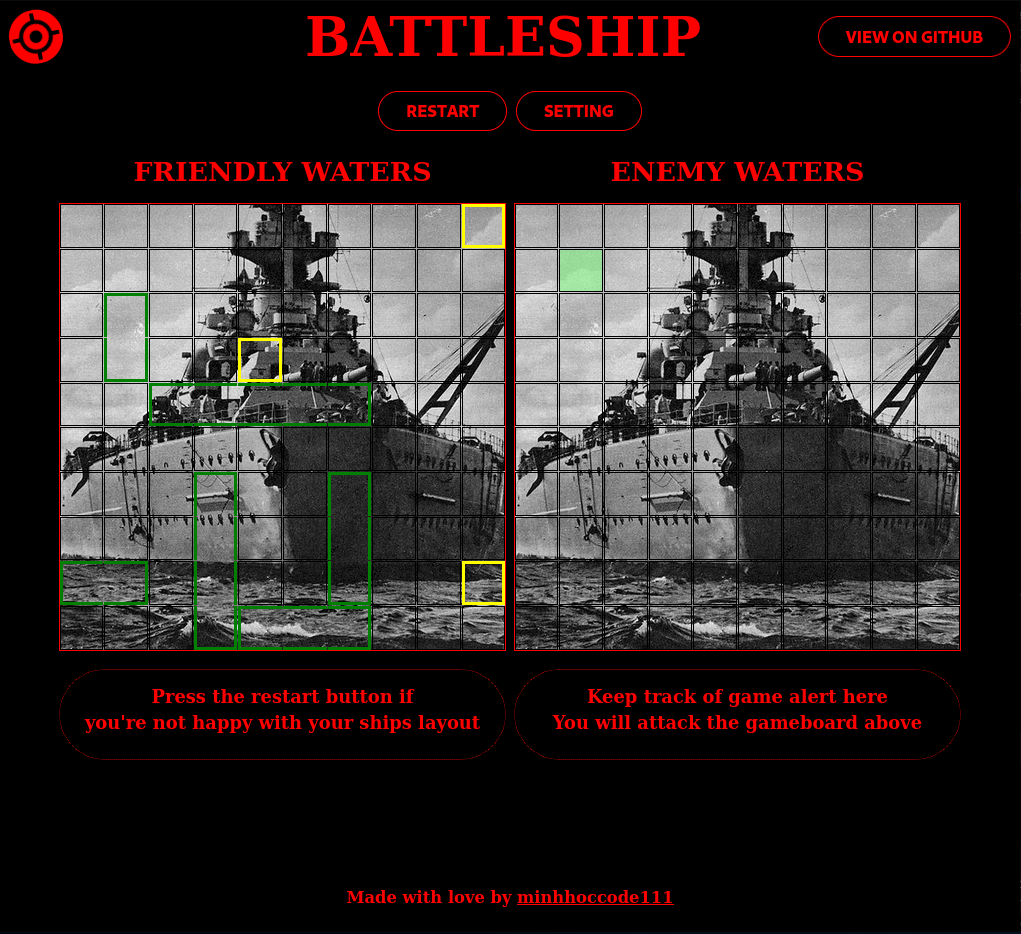 BATTLESHIP
VIEW ON GITHUB
RESTART
SETTING
FRIENDLY WATERS
ENEMY WATERS
Press the restart button if
you're not happy with your ships layout
Keep track of game alert here
You will attack the gameboard above
Made with love by minhhoccode111